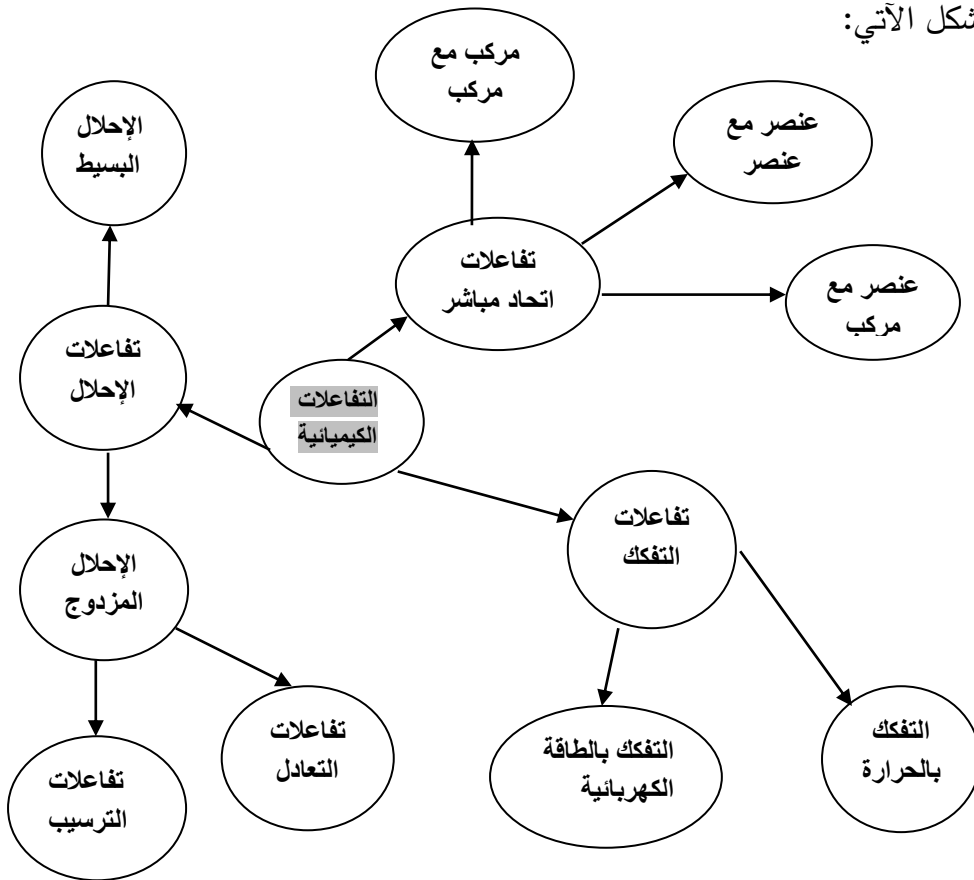 شكل الآتي:
مركب مع
مركب
عنصر مع
عنصر
الإحلال
البسيط
تفاعلات
اتحاد مباشر
عنصر مع
مركب
تفاعلات
الإحلال
التفاعلات
الكيميائية
تفاعلات
التفكك
الإحلال
المزدوج
تفاعلات
التعادل
تفاعلات
الترسيب
التفكك بالطاقة
الكهربائية
التفكك
بالحرارة